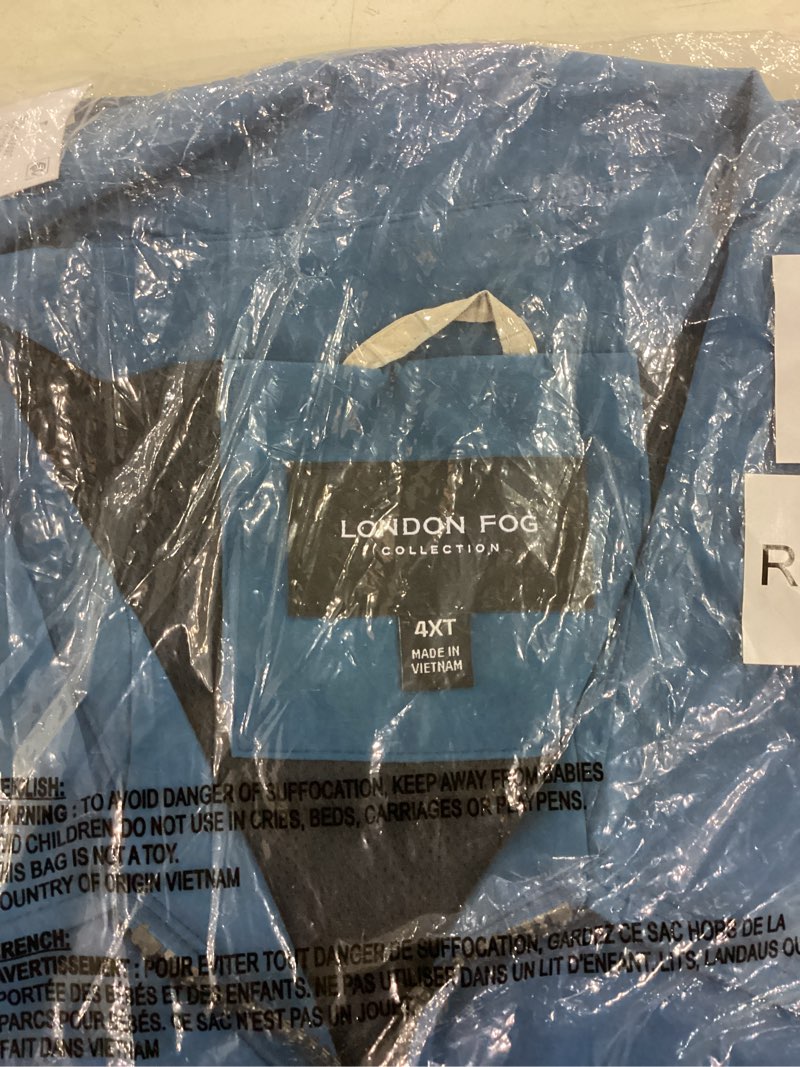 LONDON FOG
COLLECTION
4XT
MADE IN
VIETNAM
R
ENGLISH:
WARNING : TO AVOID DANGER OF SUFFOCATION, KEEP AWAY FROM BABIES
AND CHILDREN. DO NOT USE IN CRIBS, BEDS, CARRIAGES OR PLAYPENS.
THIS BAG IS NOT A TOY.
COUNTRY OF ORIGIN VIETNAM
FRENCH:
AVERTISSEMENT : POUR EVITER TOUT DANGER DE SUFFOCATION, GARDEZ CE SAC HORS DE LA
PORTÉE DES BÉBÉS ET DES ENFANTS. NE PAS UTILISER DANS UN LIT D'ENFANT, LITS, LANDAUS OU
PARCS POUR BÉBÉS. CE SAC N'EST PAS UN JOUET.
FAIT DANS VIETNAM